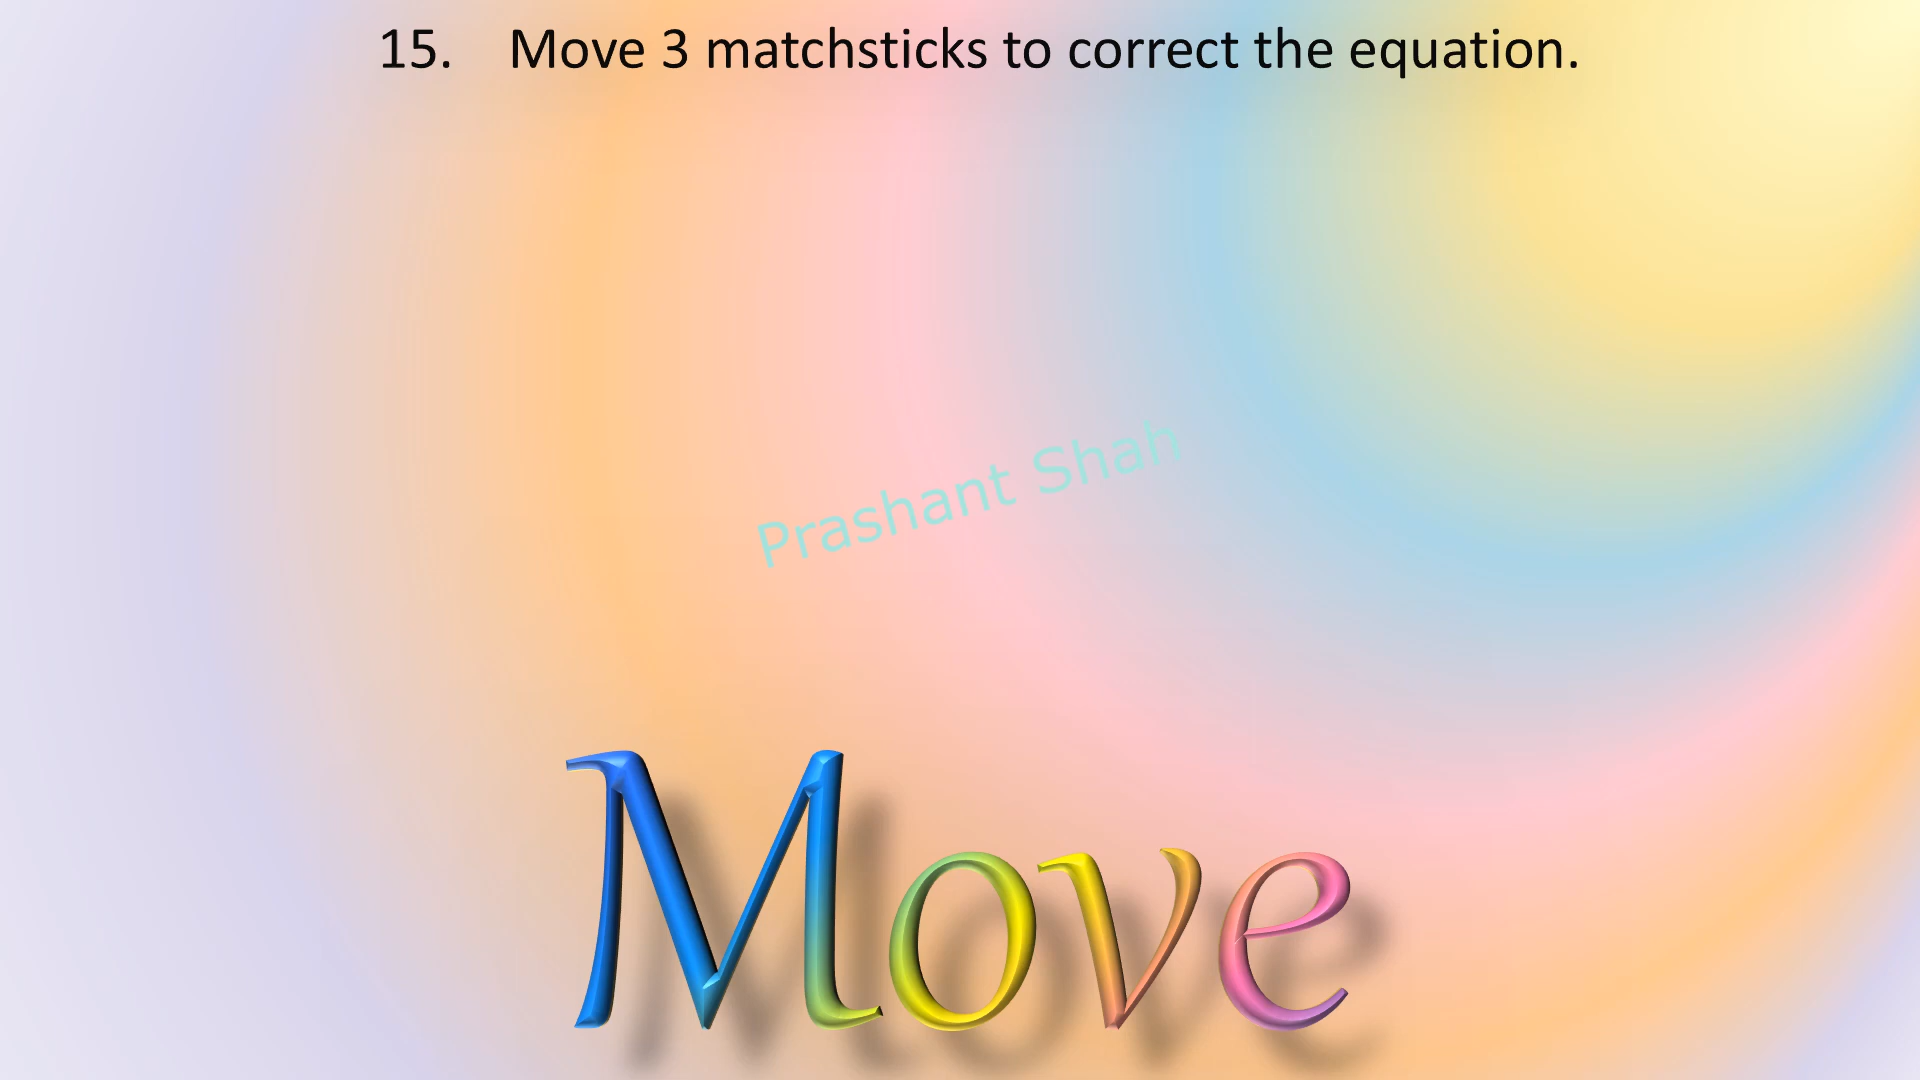 15. Move 3 matchsticks to correct the equation.
Prashant Shah
Move